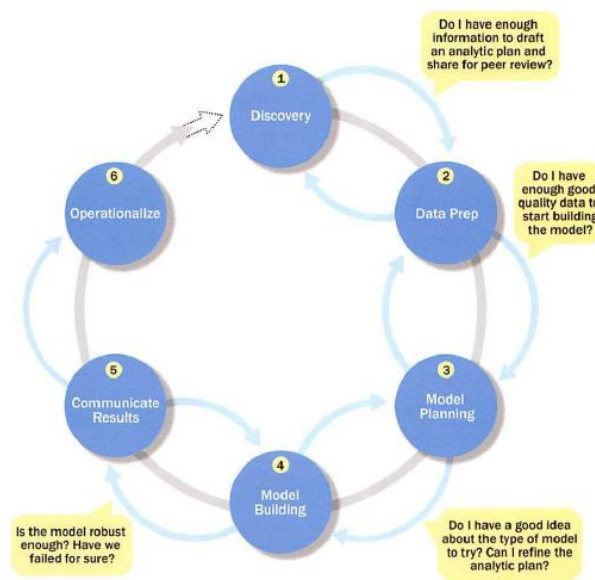 Do I have enough
information to draft
an analytic plan and
share for peer review?
1
Discovery
2
Data Prep
Do I have
enough good
quality data to
start building
the model?
6
Operationalize
3
Model
Planning
5
Communicate
Results
4
Model
Building
Is the model robust
enough? Have we
failed for sure?
Do I have a good idea
about the type of model
to try? Can I refine the
analytic plan?